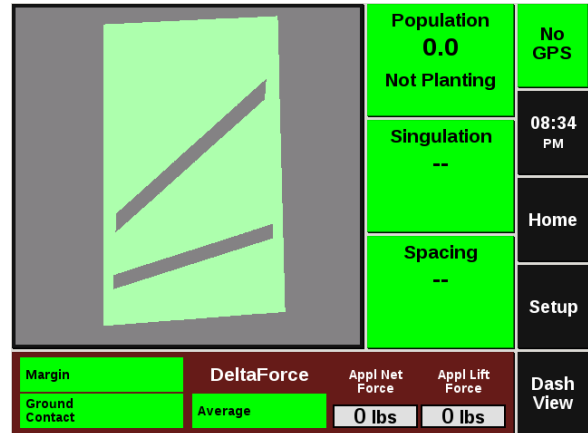 Population
0.0
Not Planting
Singulation
--
Spacing
--
No
GPS
08:34
PM
Home
Setup
Dash
View
Margin
Ground
Contact
DeltaForce
Average
Appl Net
Force
0 lbs
Appl Lift
Force
0 lbs